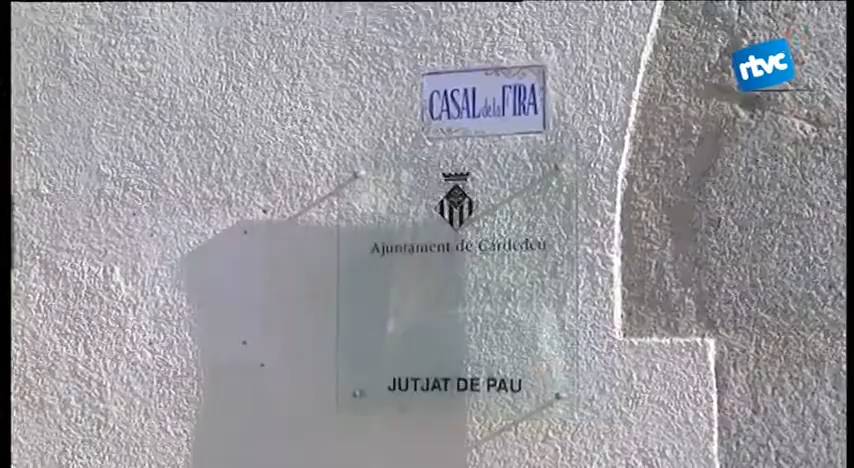 rtvc
CASAL de la FIRA
Ajuntament de Cardedeu
JUTJAT DE PAU